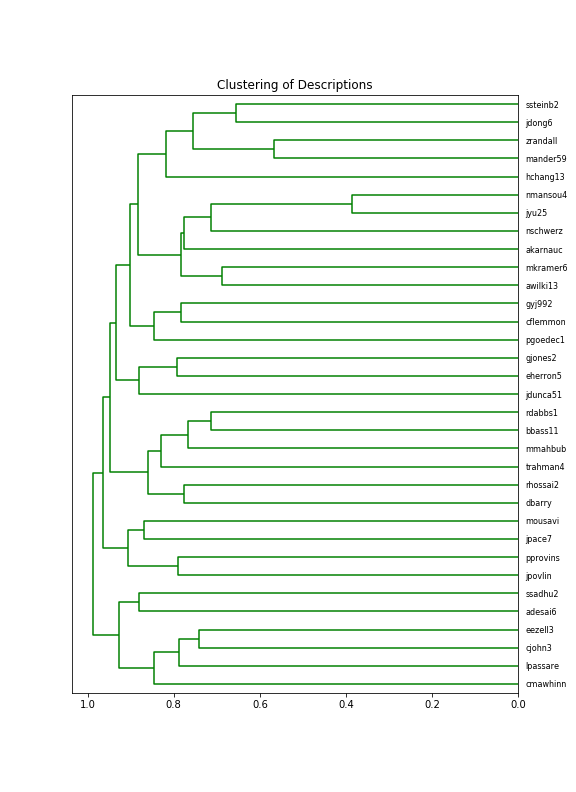 Clustering of Descriptions
ssteinb2
jdong6
zrandall
mander59
hchang13
nmansou4
jyu25
nschwerz
akarnauc
mkramer6
awilki13
gyj992
cflemmon
pgoedec1
gjones2
eherron5
jdunca51
rdabbs1
bbass11
mmahbub
trahman4
rhossai2
dbarry
mousavi
jpace7
pprovins
jpovlin
ssadhu2
adesai6
eezell3
cjohn3
lpassare
cmawhinn
1.0 0.8 0.6 0.4 0.2 0.0